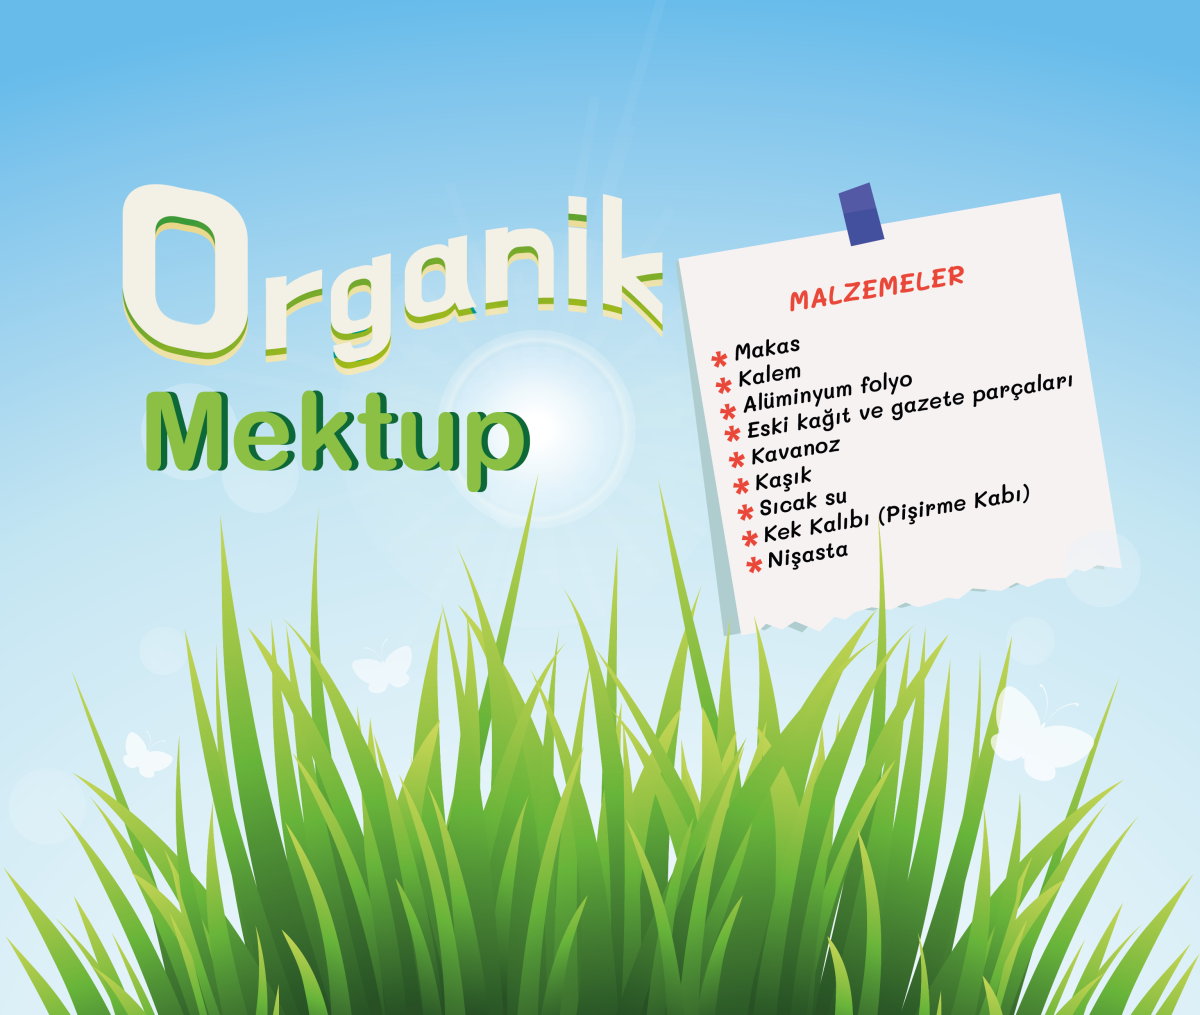 Organik
Mektup
MALZEMELER
* Makas
* Kalem
* Alüminyum folyo
* Eski kağıt ve gazete parçaları
* Kavanoz
* Kaşık
* Sıcak su
* Kek Kalıbı (Pişirme Kabı)
* Nişasta